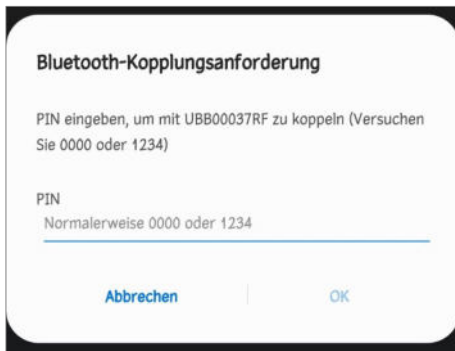 Bluetooth-Kopplungsanforderung
PIN eingeben, um mit UBB00037RF zu koppeln (Versuchen
Sie 0000 oder 1234)
PIN
Normalerweise 0000 oder 1234
Abbrechen
OK